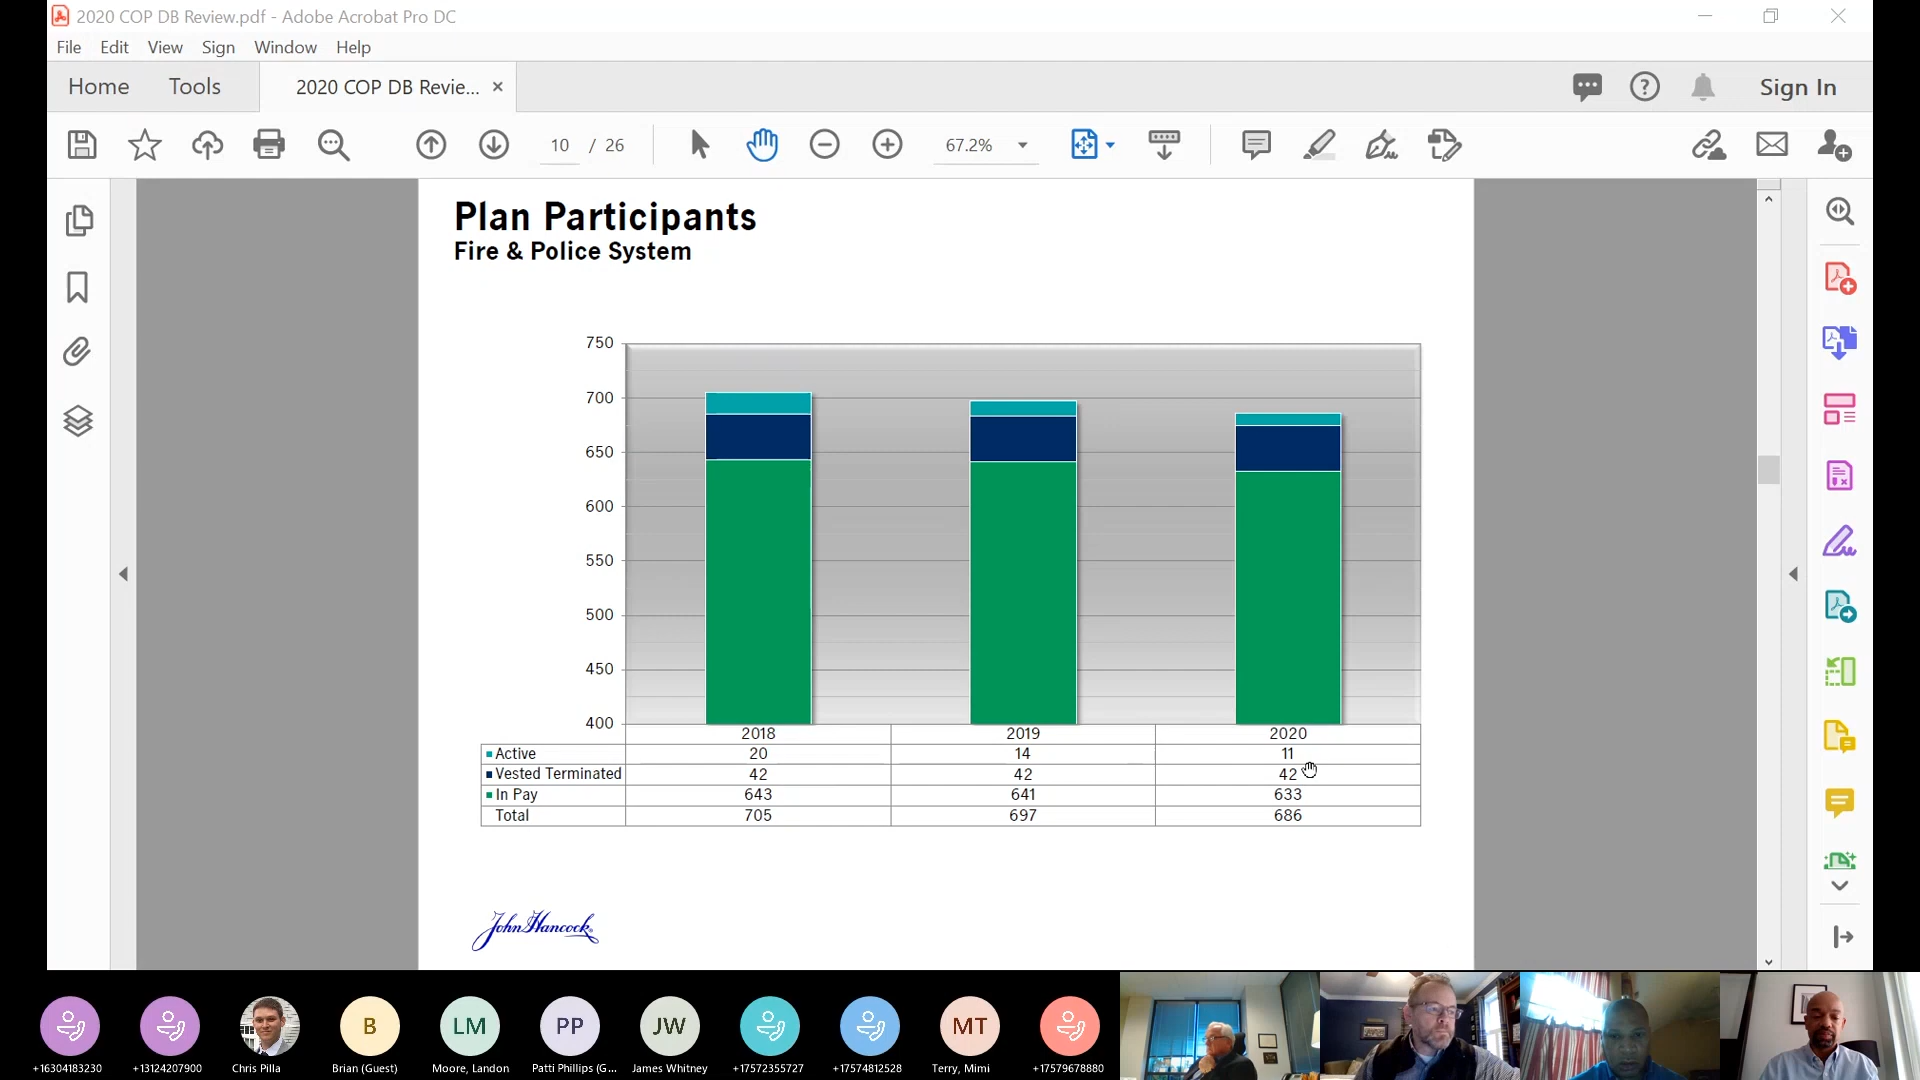 2020 COP DB Review.pdf - Adobe Acrobat Pro DC
File Edit View Sign Window Help
Home Tools 2020 COP DB Revie... × Sign In
10 / 26 67.2%
Plan Participants
Fire & Police System
750
700
650
600
550
500
450
400
2018 2019 2020
Active 20 14 11
Vested Terminated 42 42 42
In Pay 643 641 633
Total 705 697 686
John Hancock
B LM PP JW MT
+16304183230 +13124207900 Chris Pilla Brian (Guest) Moore, Landon Patti Phillips (G... James Whitney +17572355727 +17574812528 Terry, Mimi +17579678880